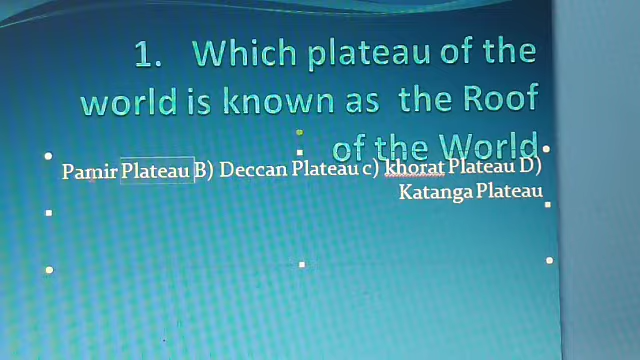 1. Which plateau of the
world is known as the Roof
of the World
Pamir Plateau B) Deccan Plateau c) khorat Plateau D)
Katanga Plateau